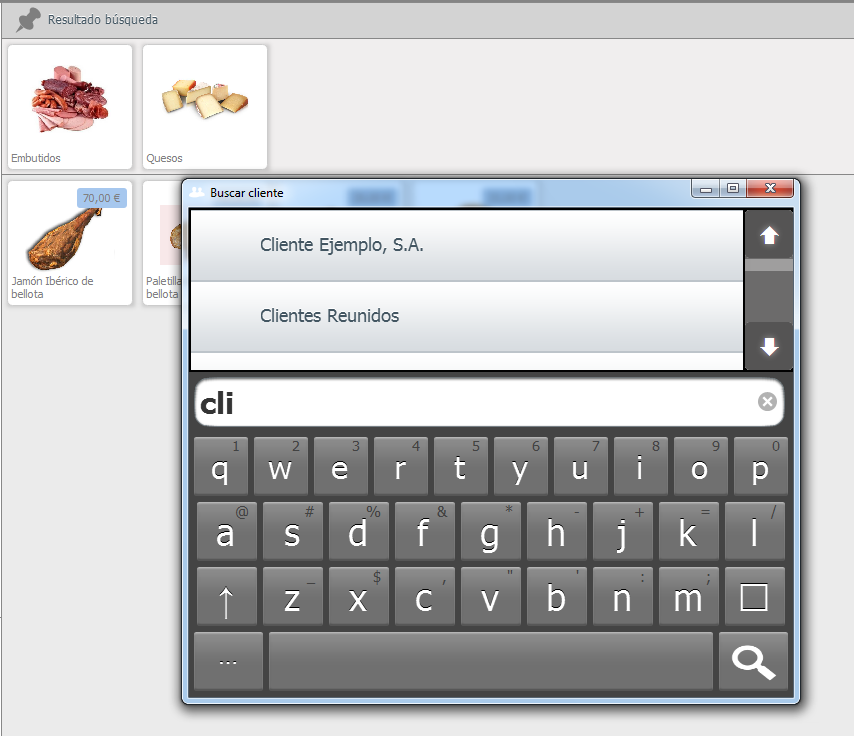 Resultado búsqueda
Embutidos
Quesos
70,00 €
Jamón Ibérico de
bellota
Paletilla
bellota
Buscar cliente
Cliente Ejemplo, S.A.
Clientes Reunidos
cli
1 2 3 4 5 6 7 8 9 0
q w e r t y u i o p
@ # % & * - + = /
a s d f g h j k l
_ $ , " ' : ;
↑ z x c v b n m
...